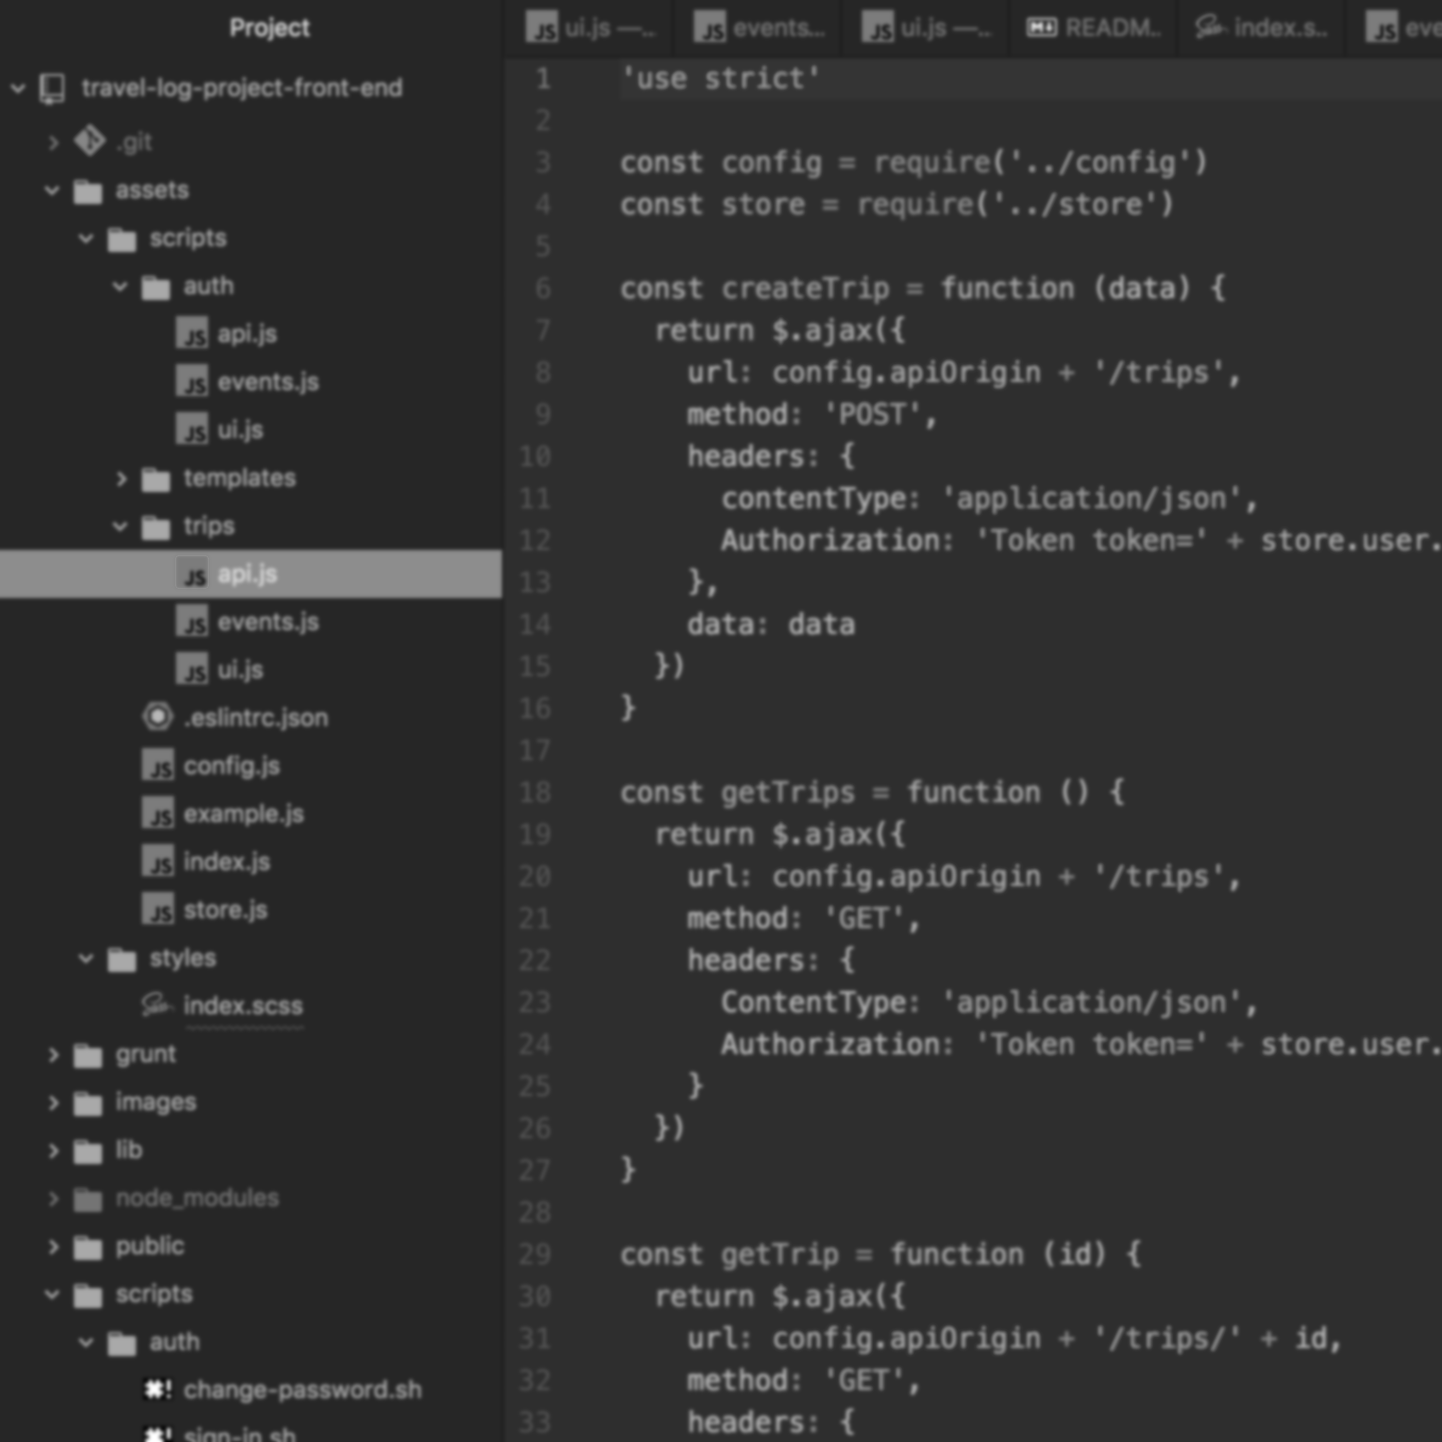 Project
travel-log-project-front-end
.git
assets
scripts
auth
api.js
events.js
ui.js
templates
trips
api.js
events.js
ui.js
.eslintrc.json
config.js
example.js
index.js
store.js
styles
index.scss
grunt
images
lib
node_modules
public
scripts
auth
change-password.sh
sign-in.sh
ui.js —... events... ui.js —... READM.. index.s.. eve
1 'use strict'
2
3 const config = require('../config')
4 const store = require('../store')
5
6 const createTrip = function (data) {
7 return $.ajax({
8 url: config.apiOrigin + '/trips',
9 method: 'POST',
10 headers: {
11 contentType: 'application/json',
12 Authorization: 'Token token=' + store.user.
13 },
14 data: data
15 })
16 }
17
18 const getTrips = function () {
19 return $.ajax({
20 url: config.apiOrigin + '/trips',
21 method: 'GET',
22 headers: {
23 ContentType: 'application/json',
24 Authorization: 'Token token=' + store.user.
25 }
26 })
27 }
28
29 const getTrip = function (id) {
30 return $.ajax({
31 url: config.apiOrigin + '/trips/' + id,
32 method: 'GET',
33 headers: {